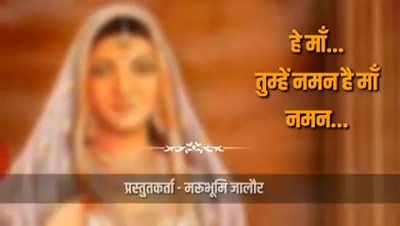 हे माँ...
तुम्हें नमन है माँ
नमन...
प्रस्तुतकर्ता - मरूभूमि जालौर